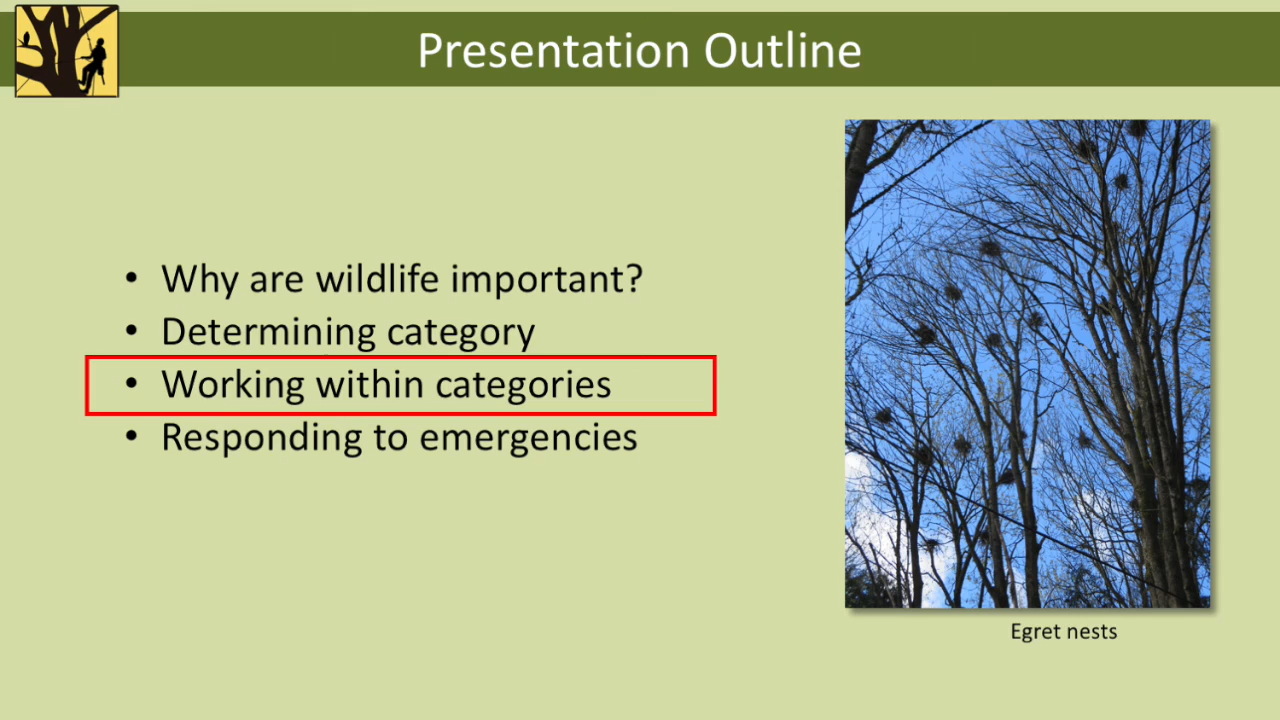 Presentation Outline
• Why are wildlife important?
• Determining category
• Working within categories
• Responding to emergencies
Egret nests